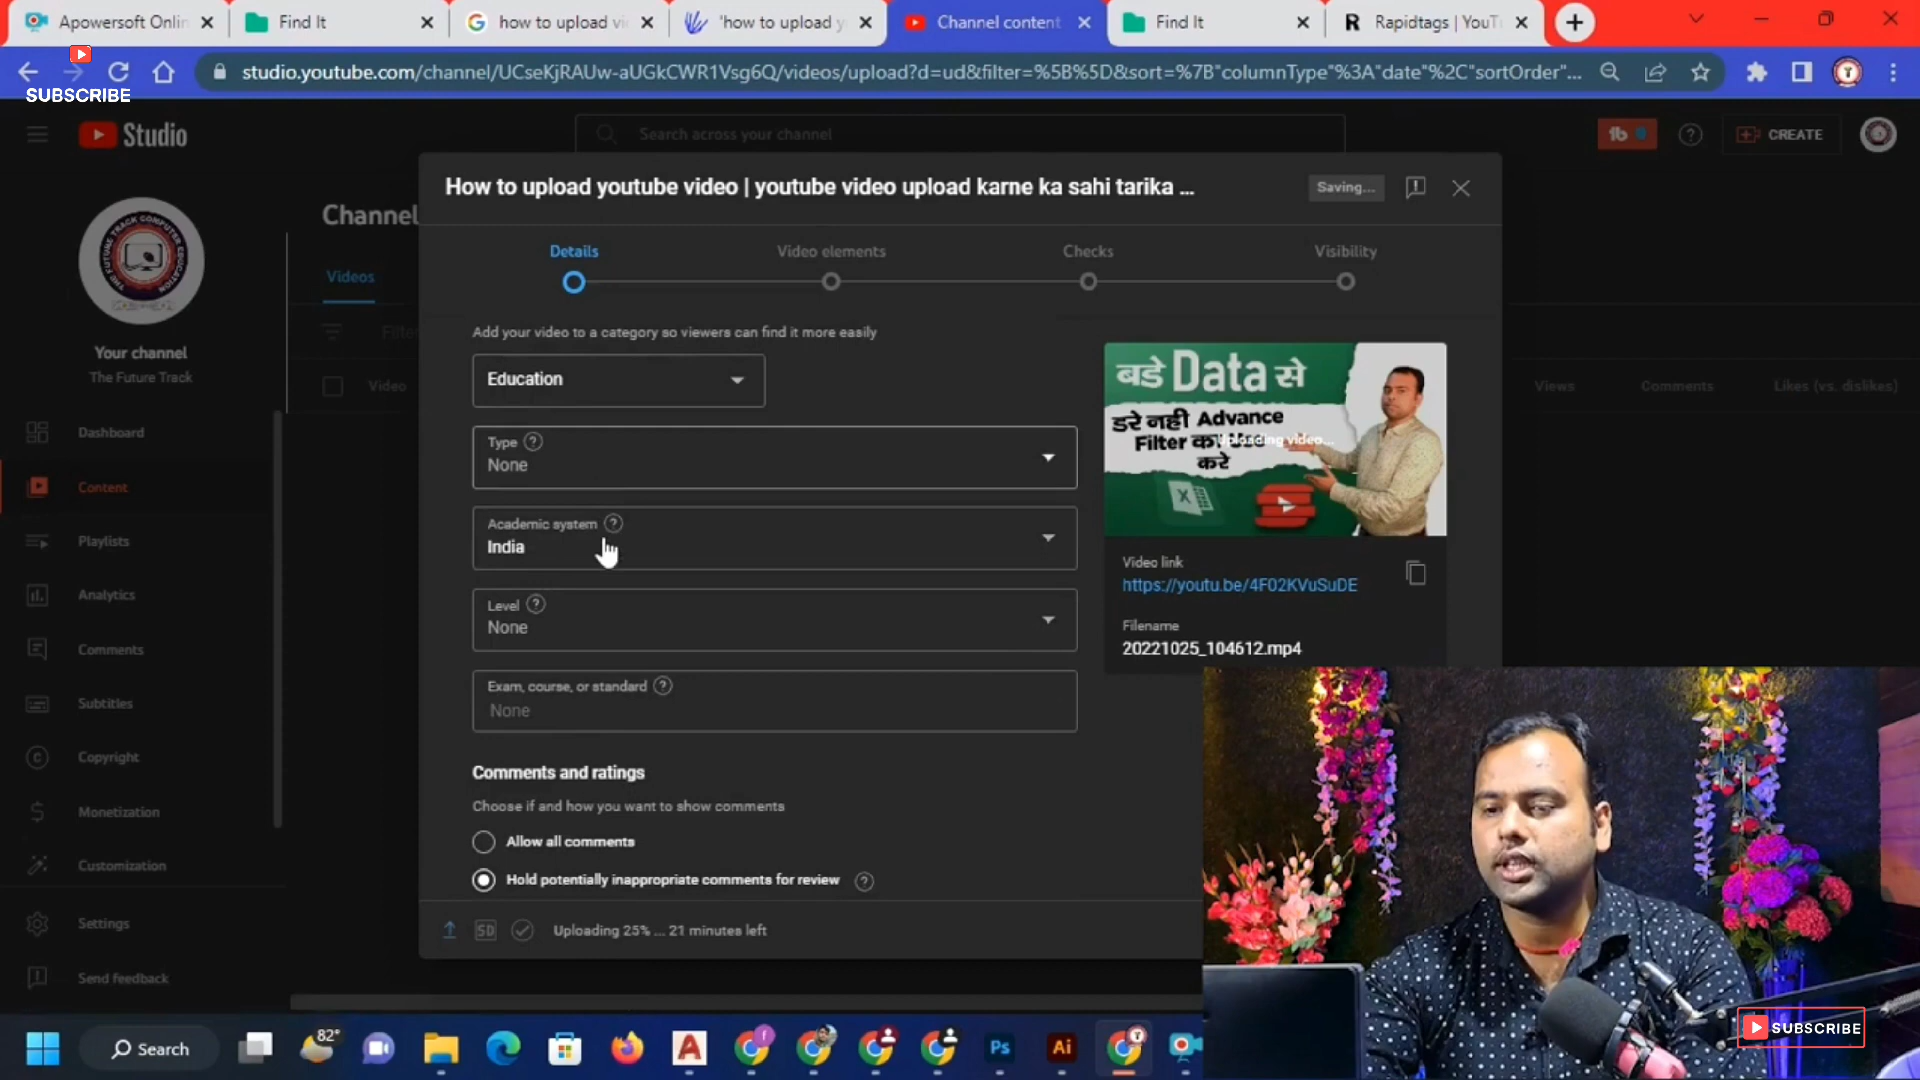 Apowersoft Onlin
Find It
how to upload vi
'how to upload y
Channel content
Find It
Rapidtags | YouT
studio.youtube.com/channel/UCseKjRAUw-aUGkCWR1Vsg6Q/videos/upload?d=ud&filter=%5B%5D&sort=%7B"columnType"%3A"date"%2C"sortOrder"...
SUBSCRIBE
Studio
Search across your channel
CREATE
How to upload youtube video | youtube video upload karne ka sahi tarika ...
Saving...
Channel
Details
Video elements
Checks
Visibility
Videos
Filte
Add your video to a category so viewers can find it more easily
Your channel
The Future Track
Education
Video
Views
Comments
Likes (vs. dislikes)
बडे Data से
डरे नही Advance
Filter का Use
करे
Uploading video...
Type
None
Dashboard
Content
Academic system
India
Playlists
Video link
https://youtu.be/4F02KVuSuDE
Analytics
Level
None
Filename
20221025_104612.mp4
Comments
Exam, course, or standard
None
Subtitles
Copyright
Comments and ratings
Choose if and how you want to show comments
Monetization
Allow all comments
Customization
Hold potentially inappropriate comments for review
Settings
SD
Uploading 25% ... 21 minutes left
Send feedback
SUBSCRIBE
Search
82°
Ps
Ai